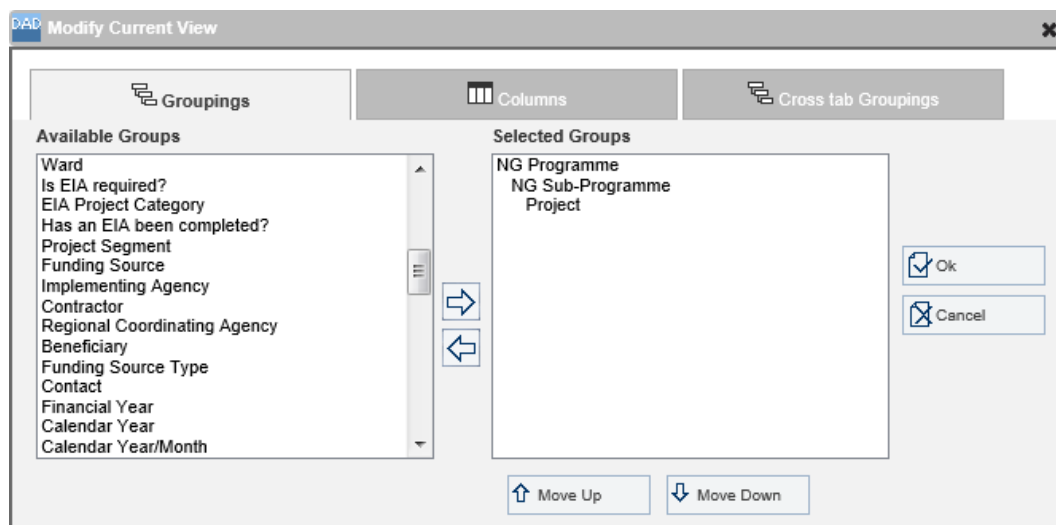 DAD Modify Current View
Groupings
Columns
Cross tab Groupings
Available Groups
Ward
Is EIA required?
EIA Project Category
Has an EIA been completed?
Project Segment
Funding Source
Implementing Agency
Contractor
Regional Coordinating Agency
Beneficiary
Funding Source Type
Contact
Financial Year
Calendar Year
Calendar Year/Month
Selected Groups
NG Programme
NG Sub-Programme
Project
Ok
Cancel
Move Up
Move Down